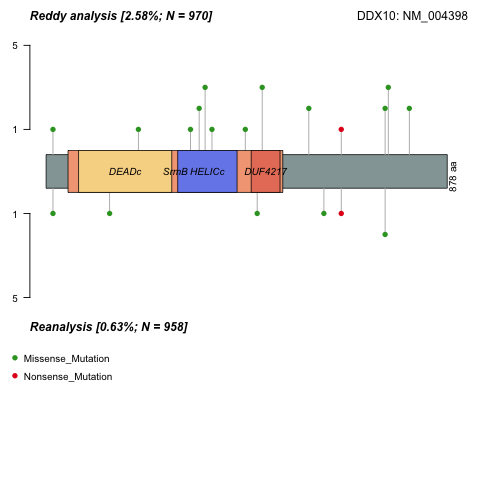 Reddy analysis [2.58%; N = 970]
DDX10: NM_004398
5
1
DEADc
SrmB
HELICc
DUF4217
878 aa
1
5
Reanalysis [0.63%; N = 958]
Missense_Mutation
Nonsense_Mutation